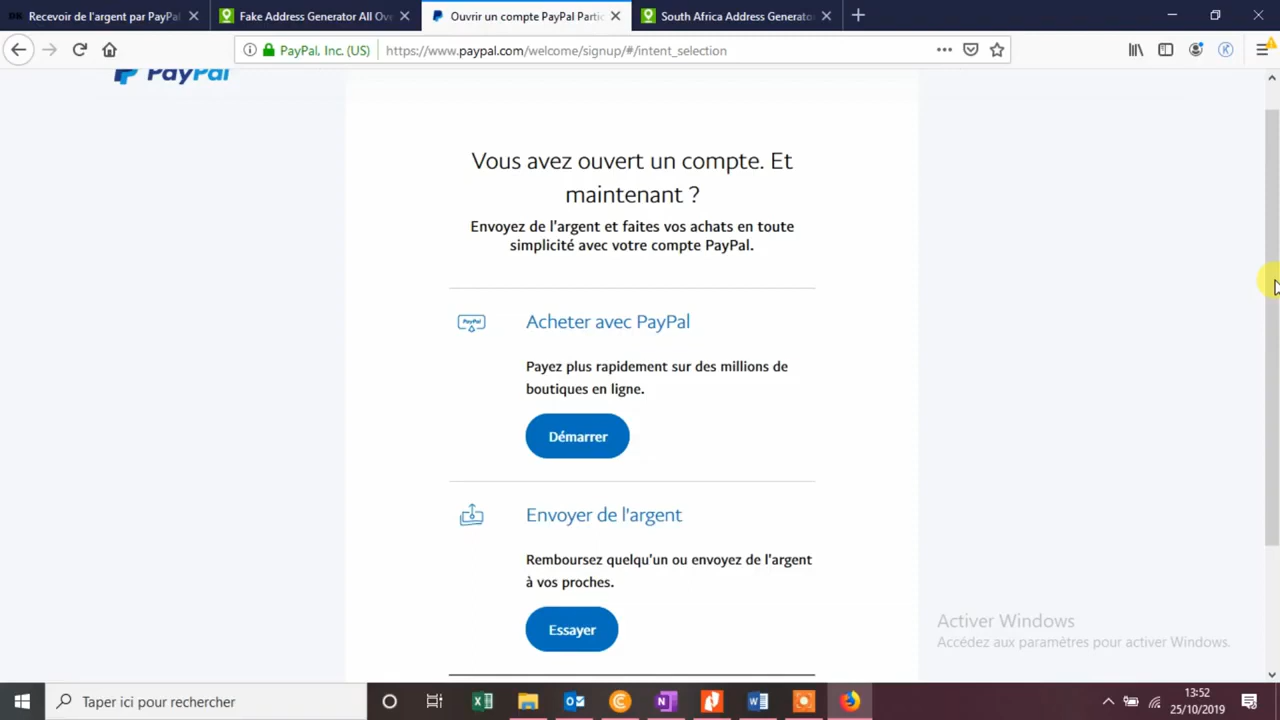 Recevoir de l'argent par PayPal
Fake Address Generator All Ove
Ouvrir un compte PayPal Partic
South Africa Address Generato
PayPal, Inc. (US)
https://www.paypal.com/welcome/signup/#/intent_selection
PayPal
Vous avez ouvert un compte. Et
maintenant ?
Envoyez de l'argent et faites vos achats en toute
simplicité avec votre compte PayPal.
PayPal
Acheter avec PayPal
Payez plus rapidement sur des millions de
boutiques en ligne.
Démarrer
Envoyer de l'argent
Remboursez quelqu'un ou envoyez de l'argent
à vos proches.
Essayer
Activer Windows
Accédez aux paramètres pour activer Windows.
Taper ici pour rechercher
13:52
25/10/2019